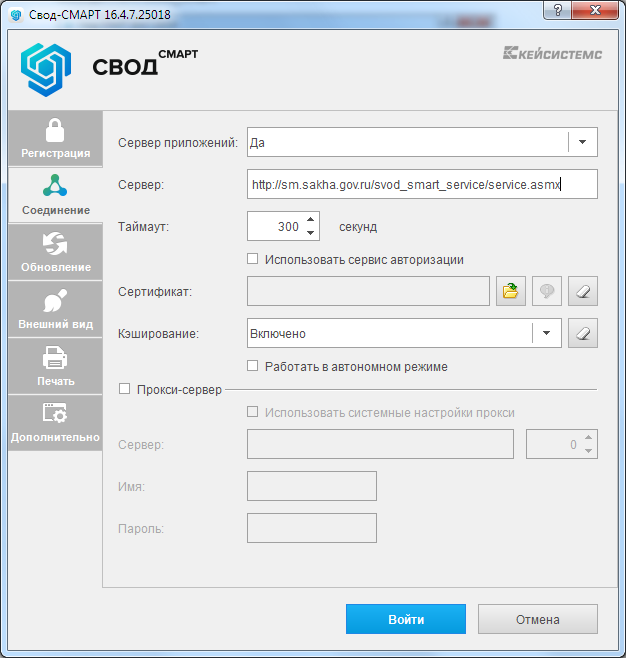 Свод-СМАРТ 16.4.7.25018
СВОД СМАРТ
КЕЙСИСТЕМС
Регистрация
Соединение
Обновление
Внешний вид
Печать
Дополнительно
Сервер приложений: Да
Сервер: http://sm.sakha.gov.ru/svod_smart_service/service.asmx
Таймаут: 300 секунд
Использовать сервис авторизации
Сертификат:
Кэширование: Включено
Работать в автономном режиме
Прокси-сервер
Использовать системные настройки прокси
Сервер: 0
Имя:
Пароль:
Войти Отмена